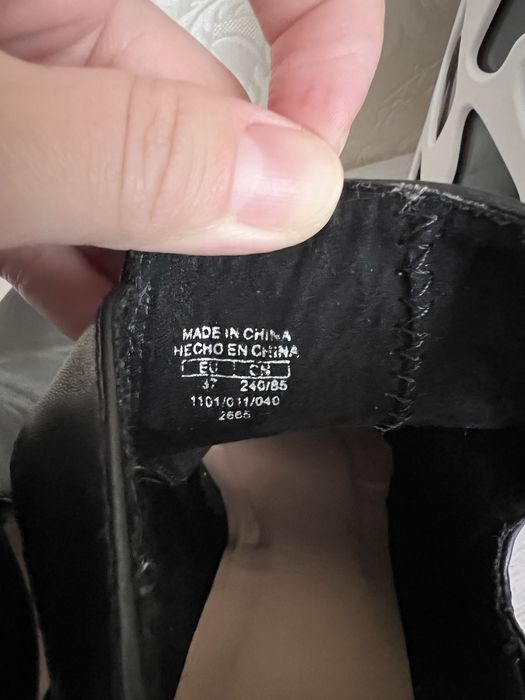 MADE IN CHINA
HECHO EN CHINA
EU CN
37 240/85
1101/011/040
2665